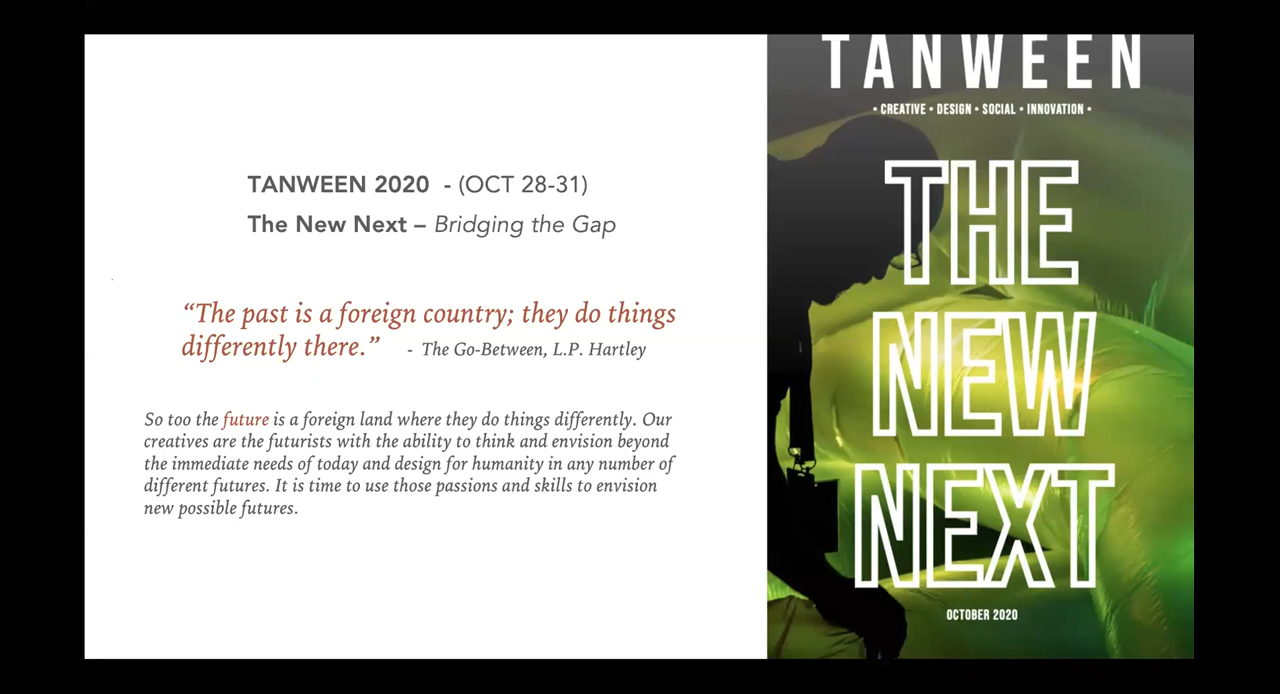 TANWEEN 2020 - (OCT 28-31)
The New Next – Bridging the Gap
“The past is a foreign country; they do things
differently there.” - The Go-Between, L.P. Hartley
So too the future is a foreign land where they do things differently. Our
creatives are the futurists with the ability to think and envision beyond
the immediate needs of today and design for humanity in any number of
different futures. It is time to use those passions and skills to envision
new possible futures.
TANWEEN
• CREATIVE • DESIGN • SOCIAL • INNOVATION •
THE
NEW
NEXT
OCTOBER 2020